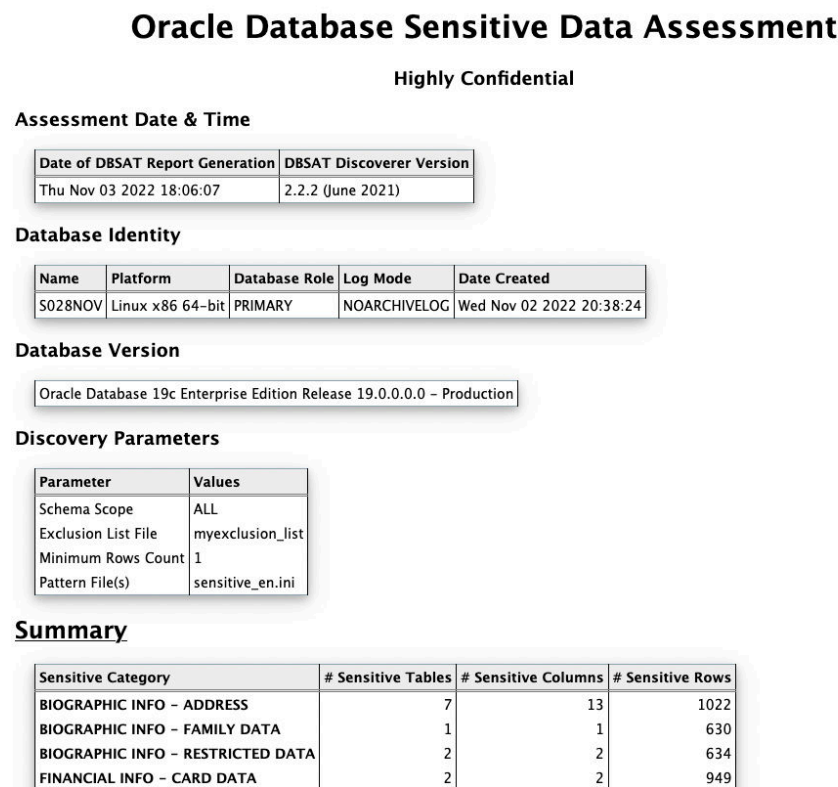 Oracle Database Sensitive Data Assessment
Highly Confidential
Assessment Date & Time
Date of DBSAT Report Generation DBSAT Discoverer Version
Thu Nov 03 2022 18:06:07 2.2.2 (June 2021)
Database Identity
Name Platform Database Role Log Mode Date Created
S028NOV Linux x86 64-bit PRIMARY NOARCHIVELOG Wed Nov 02 2022 20:38:24
Database Version
Oracle Database 19c Enterprise Edition Release 19.0.0.0.0 - Production
Discovery Parameters
Parameter Values
Schema Scope ALL
Exclusion List File myexclusion_list
Minimum Rows Count 1
Pattern File(s) sensitive_en.ini
Summary
Sensitive Category # Sensitive Tables # Sensitive Columns # Sensitive Rows
BIOGRAPHIC INFO - ADDRESS 7 13 1022
BIOGRAPHIC INFO - FAMILY DATA 1 1 630
BIOGRAPHIC INFO - RESTRICTED DATA 2 2 634
FINANCIAL INFO - CARD DATA 2 2 949